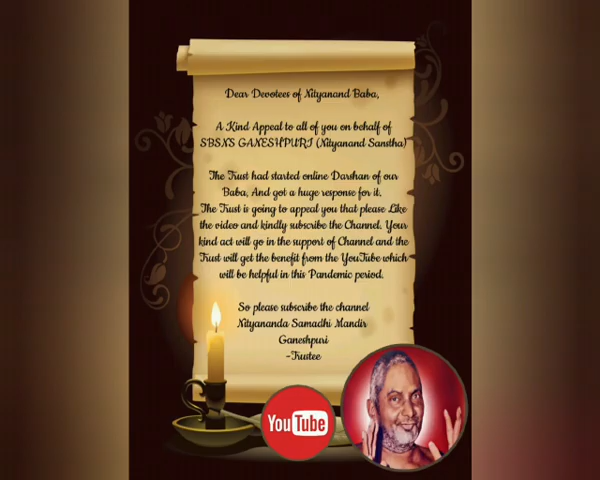 Dear Devotees of Nityanand Baba,
A Kind Appeal to all of you on behalf of
SBSNS GANESHPURI (Nityanand Sanstha)
The Trust had started online Darshan of our
Baba, And got a huge response for it.
The Trust is going to appeal you that please Like
the video and kindly subscribe the Channel. Your
kind act will go in the support of Channel and the
Trust will get the benefit from the YouTube which
will be helpful in this Pandemic period.
So please subscribe the channel
Nityananda Samadhi Mandir
Ganeshpuri
-Trustee
YouTube